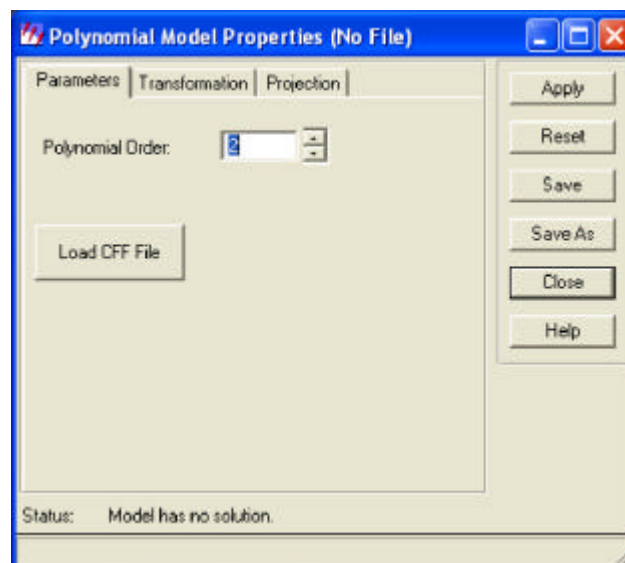 Polynomial Model Properties (No File)
Parameters Transformation Projection
Polynomial Order: 2
Load CFF File
Apply
Reset
Save
Save As
Close
Help
Status: Model has no solution.